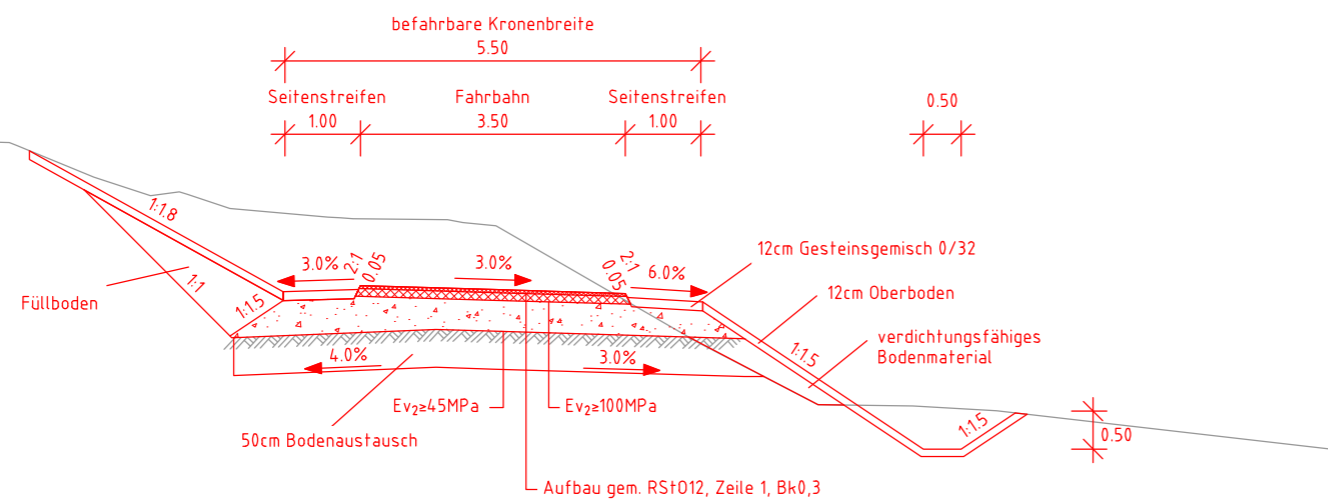 befahrbare Kronenbreite
5.50
Seitenstreifen
Fahrbahn
Seitenstreifen
1.00
3.50
1.00
0.50
1:1.8
3.0%
2:1
0.05
3.0%
2:1
0.05
6.0%
12cm Gesteinsgemisch 0/32
12cm Oberboden
Füllboden
1:1
1:1.5
verdichtungsfähiges
Bodenmaterial
1:1.5
4.0%
3.0%
Ev₂≥45MPa
Ev₂≥100MPa
50cm Bodenaustausch
1:1.5
0.50
Aufbau gem. RStO12, Zeile 1, Bk0,3